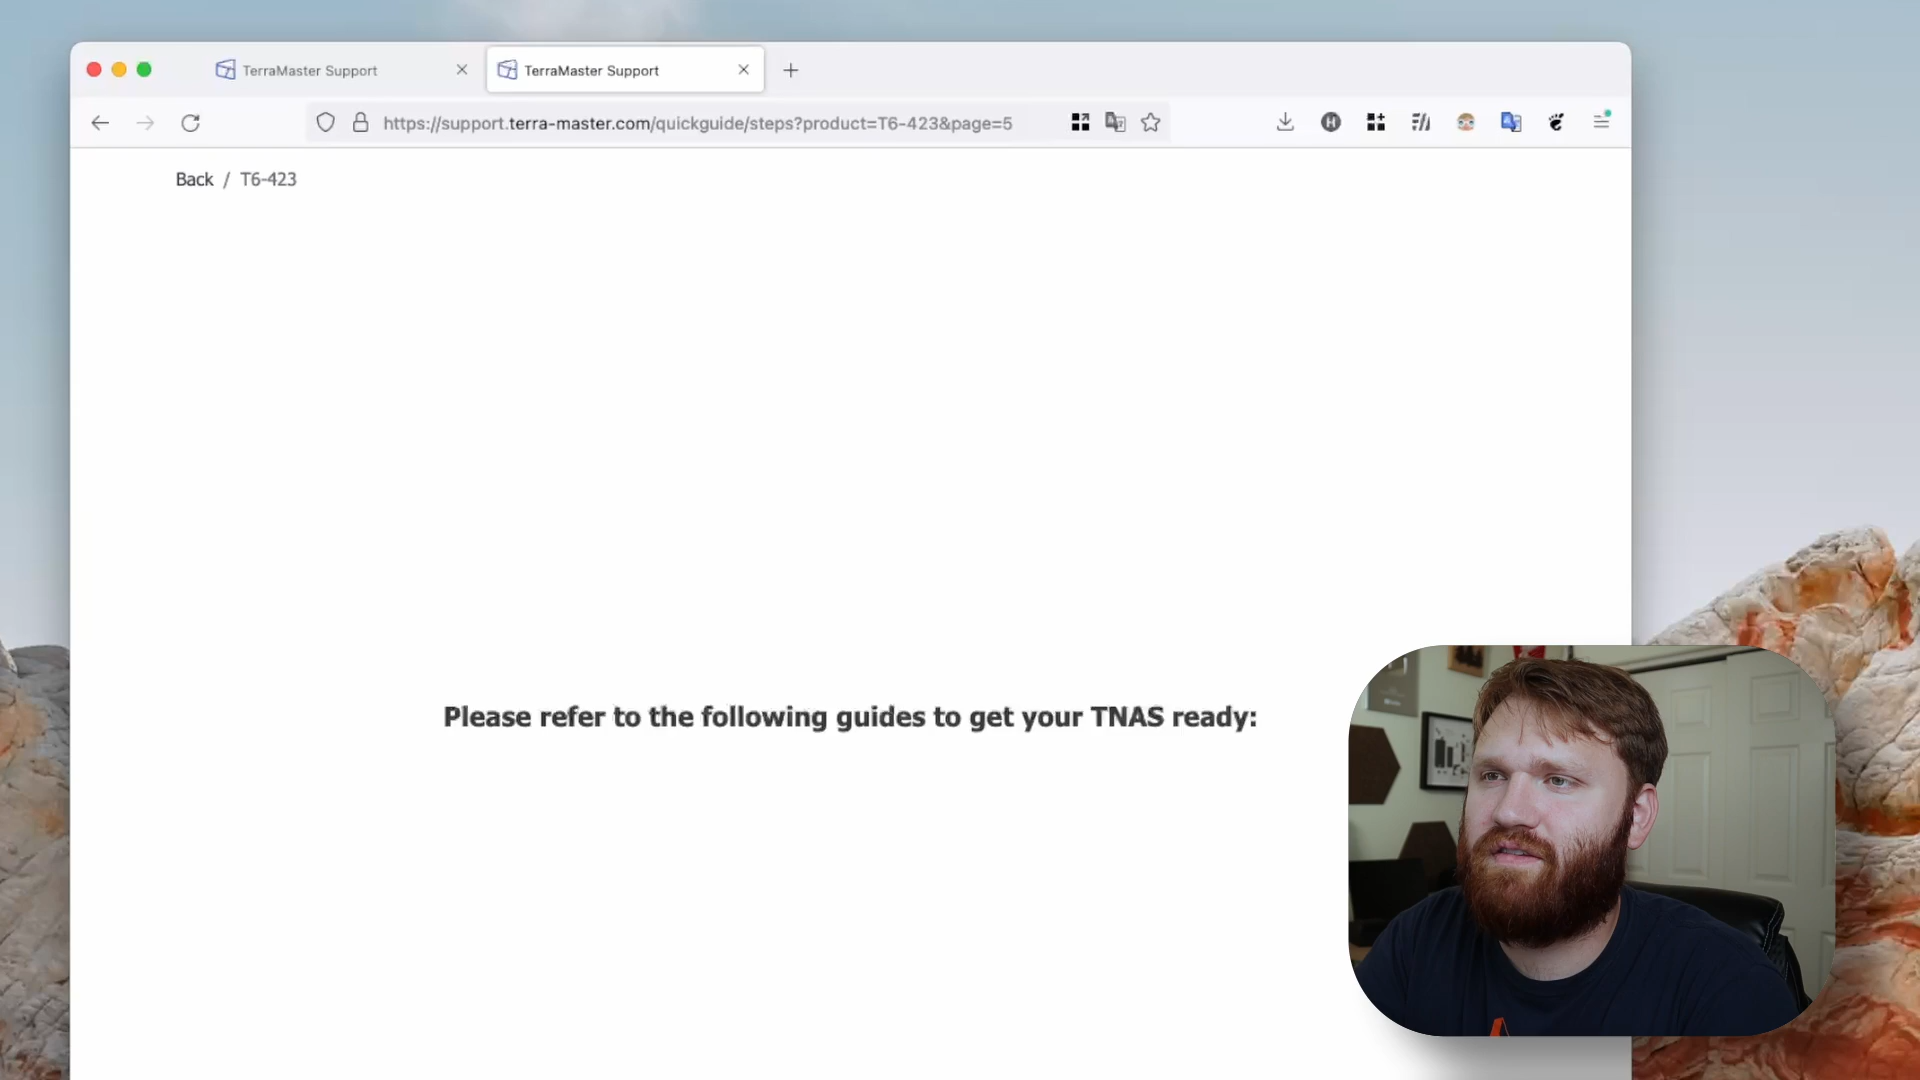 TerraMaster Support
TerraMaster Support
https://support.terra-master.com/quickguide/steps?product=T6-423&page=5
Back / T6-423
Please refer to the following guides to get your TNAS ready: